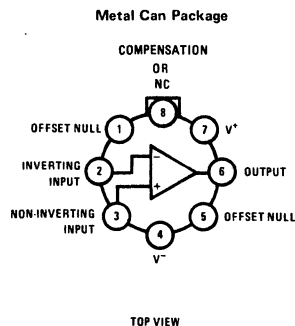 Metal Can Package
COMPENSATION
OR
NC
8
OFFSET NULL
1
7
V+
INVERTING
INPUT
2
−
6
OUTPUT
NON-INVERTING
INPUT
3
+
5
OFFSET NULL
4
V−
TOP VIEW